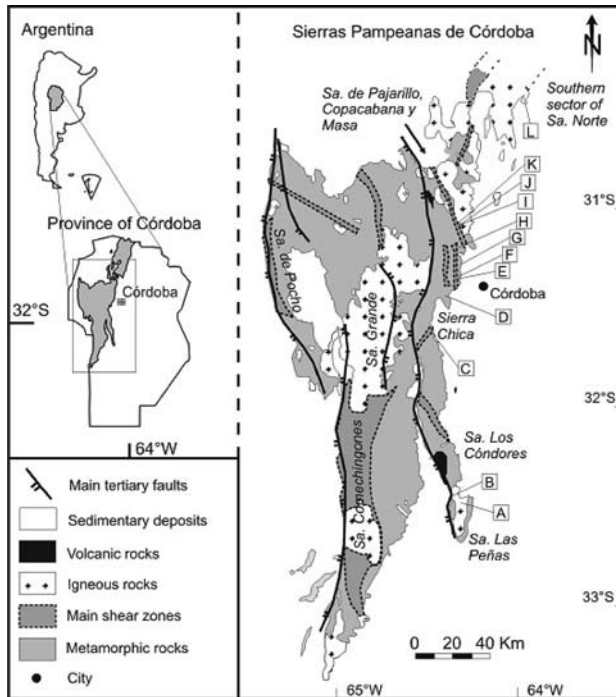 Argentina
Province of Córdoba
Córdoba
32°S
64°W
Main tertiary faults
Sedimentary deposits
Volcanic rocks
Igneous rocks
Main shear zones
Metamorphic rocks
City
Sierras Pampeanas de Córdoba
N
Sa. de Pajarillo,
Copacabana y
Masa
Southern
sector of
Sa. Norte
L
K
J
I
31°S
H
G
F
E
Córdoba
D
Sa. de Pocho
Sa. Grande
Sierra
Chica
C
32°S
Sa. Los
Cóndores
B
A
Sa. Comechingones
Sa. Las
Peñas
33°S
0 20 40 Km
65°W
64°W